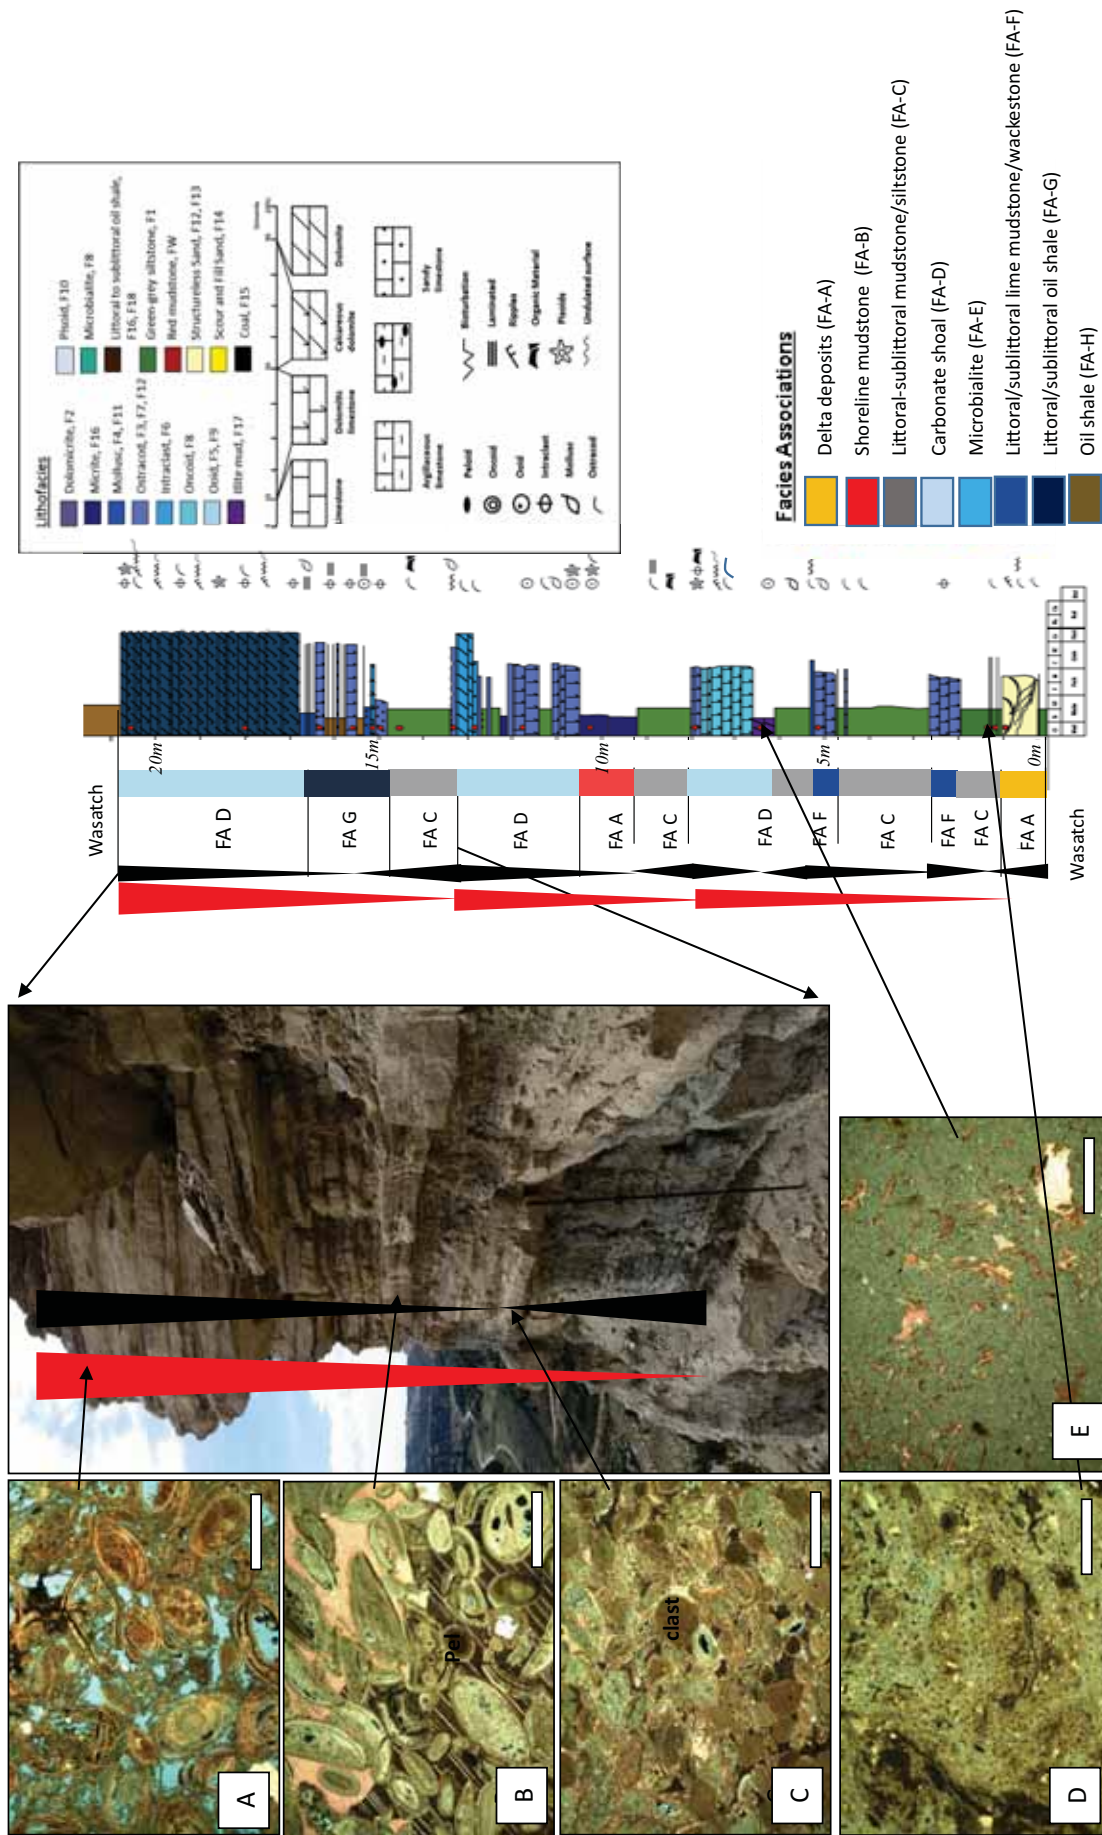 Lithofacies
Dolomicrite, F2
Micrite, F16
Mollusc, F4, F11
Ostracod, F3, F7, F12
Intraclast, F6
Oncoid, F8
Ooid, F5, F9
Illite mud, F17
Pisoid, F10
Microbialite, F8
Littoral to sublittoral oil shale,
F16, F18
Green-grey siltstone, F1
Red mudstone, FW
Structureless Sand, F12, F13
Scour and Fill Sand, F14
Coal, F15
Limestone
Dolomitic
limestone
Calcareous
dolomite
Dolomite
Argillaceous
limestone
Sandy
limestone
Peloid
Oncoid
Ooid
Intraclast
Mollusc
Ostracod
Bioturbation
Laminated
Ripples
Organic Material
Pisoids
Undulated surface
Facies Associations
Delta deposits (FA-A)
Shoreline mudstone (FA-B)
Littoral-sublittoral mudstone/siltstone (FA-C)
Carbonate shoal (FA-D)
Microbialite (FA-E)
Littoral/sublittoral lime mudstone/wackestone (FA-F)
Littoral/sublittoral oil shale (FA-G)
Oil shale (FA-H)
20m
15m
10m
5m
0m
Wasatch
FA D
FA G
FA C
FA D
FA A
FA C
FA D
FA F
FA C
FA F
FA C
FA A
Wasatch
A
B
Pel
C
clast
D
E